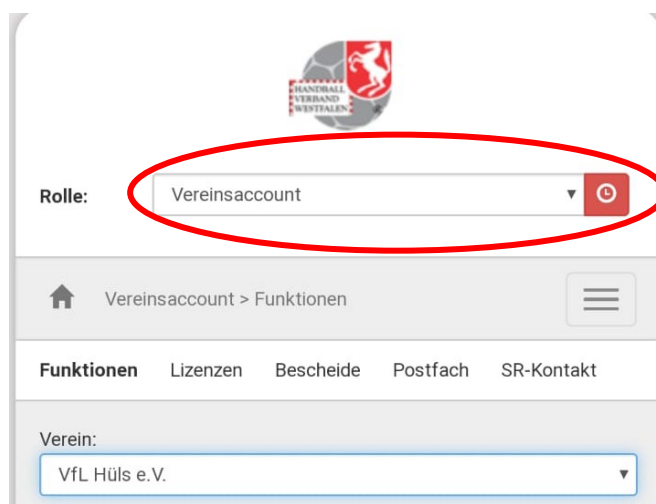 HANDBALL
VERBAND
WESTFALEN
Rolle: Vereinsaccount
Vereinsaccount > Funktionen
Funktionen Lizenzen Bescheide Postfach SR-Kontakt
Verein:
VfL Hüls e.V.